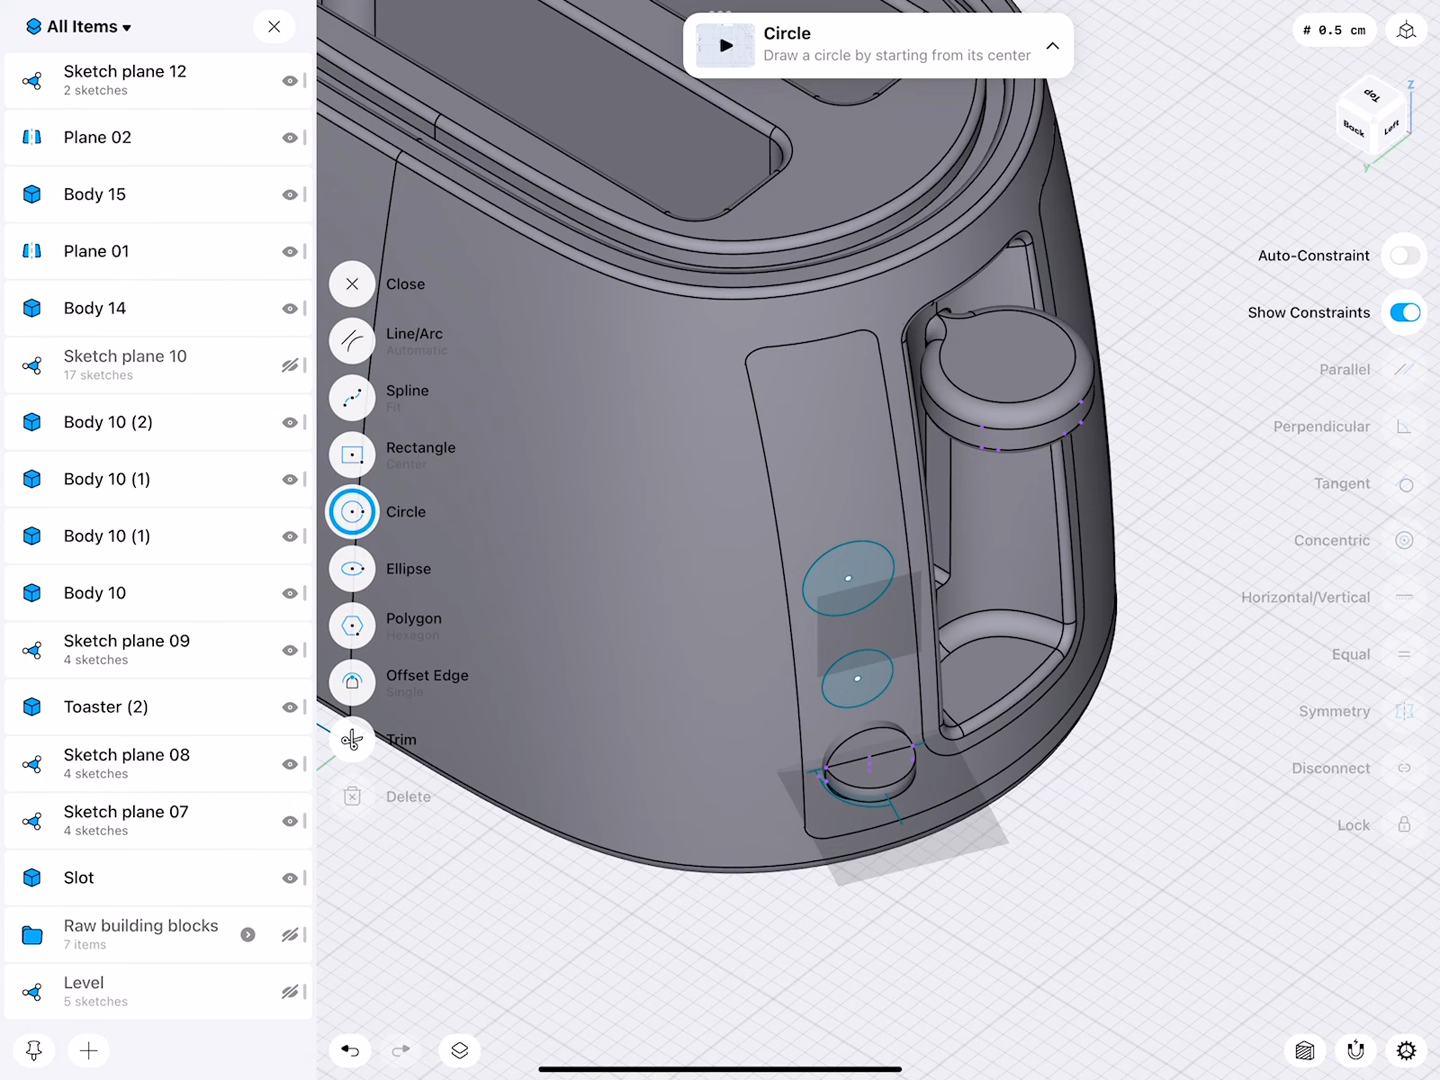 All Items
Sketch plane 12
2 sketches
Plane 02
Body 15
Plane 01
Body 14
Sketch plane 10
17 sketches
Body 10 (2)
Body 10 (1)
Body 10 (1)
Body 10
Sketch plane 09
4 sketches
Toaster (2)
Sketch plane 08
4 sketches
Sketch plane 07
4 sketches
Slot
Raw building blocks
7 items
Level
5 sketches
Close
Line/Arc
Automatic
Spline
Fit
Rectangle
Center
Circle
Ellipse
Polygon
Hexagon
Offset Edge
Single
Trim
Delete
Circle
Draw a circle by starting from its center
# 0.5 cm
Top
Back
Left
Z
Y
Auto-Constraint
Show Constraints
Parallel
Perpendicular
Tangent
Concentric
Horizontal/Vertical
Equal
Symmetry
Disconnect
Lock